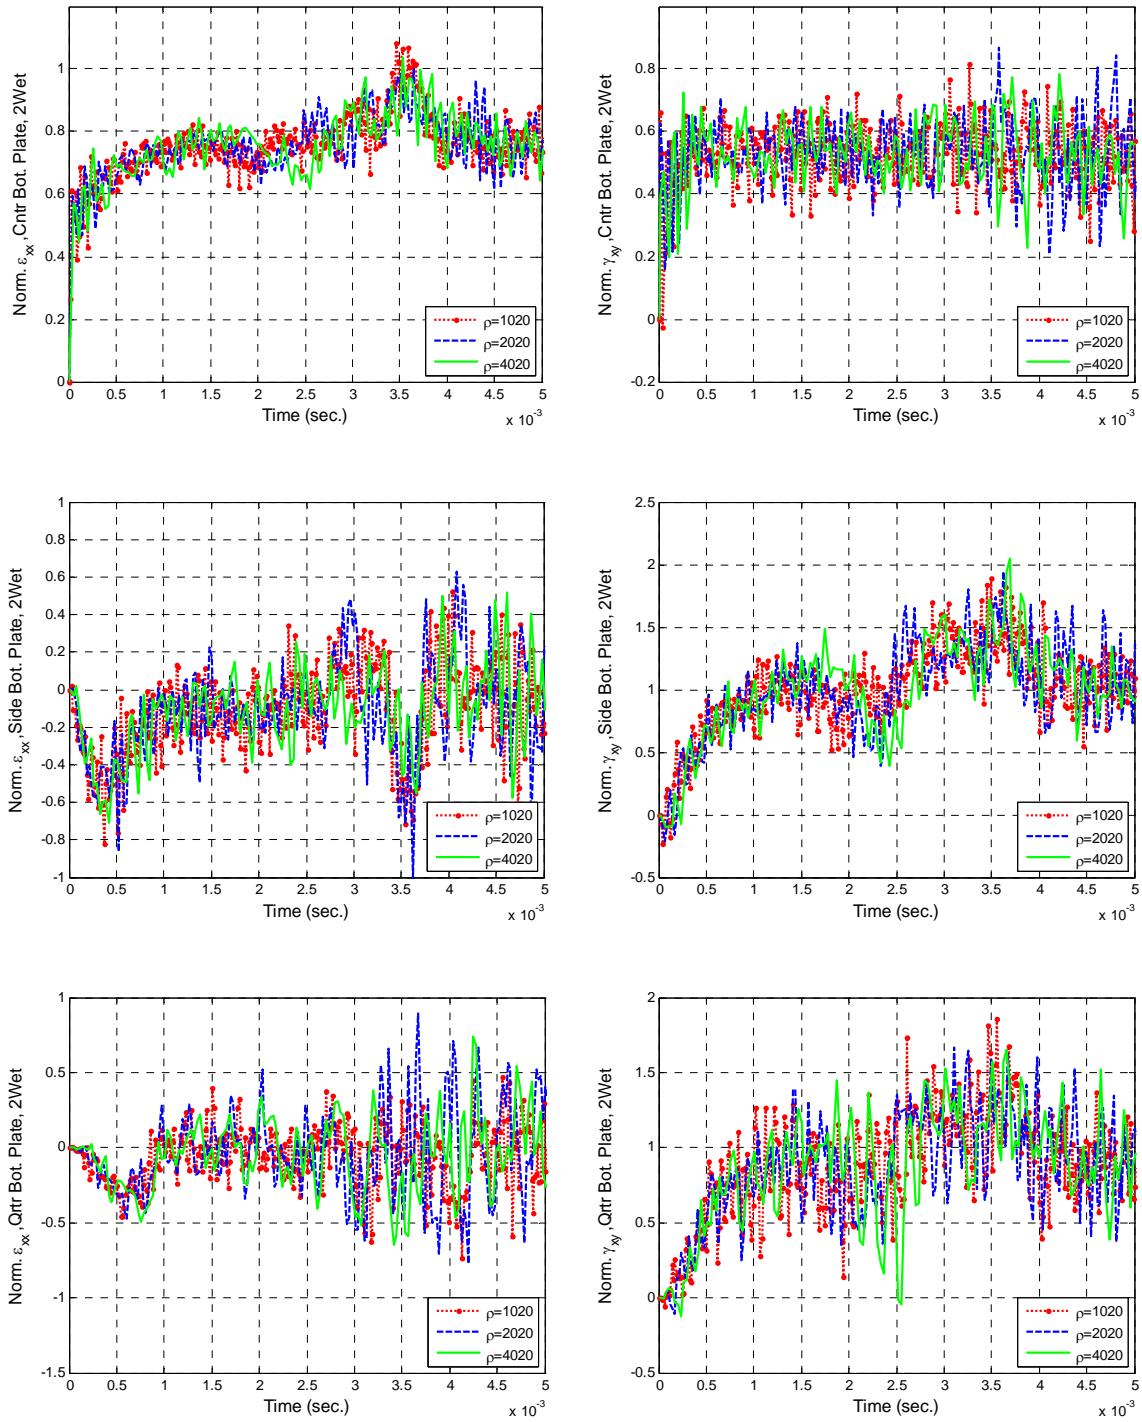 Norm. εxx,Cntr Bot. Plate, 2Wet
1
0.8
0.6
0.4
0.2
0
0 0.5 1 1.5 2 2.5 3 3.5 4 4.5 5
Time (sec.)
x 10-3
ρ=1020
ρ=2020
ρ=4020
Norm. γxy,Cntr Bot. Plate, 2Wet
0.8
0.6
0.4
0.2
0
-0.2
0 0.5 1 1.5 2 2.5 3 3.5 4 4.5 5
Time (sec.)
x 10-3
ρ=1020
ρ=2020
ρ=4020
Norm. εxx,Side Bot. Plate, 2Wet
1
0.8
0.6
0.4
0.2
0
-0.2
-0.4
-0.6
-0.8
-1
0 0.5 1 1.5 2 2.5 3 3.5 4 4.5 5
Time (sec.)
x 10-3
ρ=1020
ρ=2020
ρ=4020
Norm. γxy,Side Bot. Plate, 2Wet
2.5
2
1.5
1
0.5
0
-0.5
0 0.5 1 1.5 2 2.5 3 3.5 4 4.5 5
Time (sec.)
x 10-3
ρ=1020
ρ=2020
ρ=4020
Norm. εxx,Qrtr Bot. Plate, 2Wet
1
0.5
0
-0.5
-1
-1.5
0 0.5 1 1.5 2 2.5 3 3.5 4 4.5 5
Time (sec.)
x 10-3
ρ=1020
ρ=2020
ρ=4020
Norm. γxy,Qrtr Bot. Plate, 2Wet
2
1.5
1
0.5
0
-0.5
0 0.5 1 1.5 2 2.5 3 3.5 4 4.5 5
Time (sec.)
x 10-3
ρ=1020
ρ=2020
ρ=4020